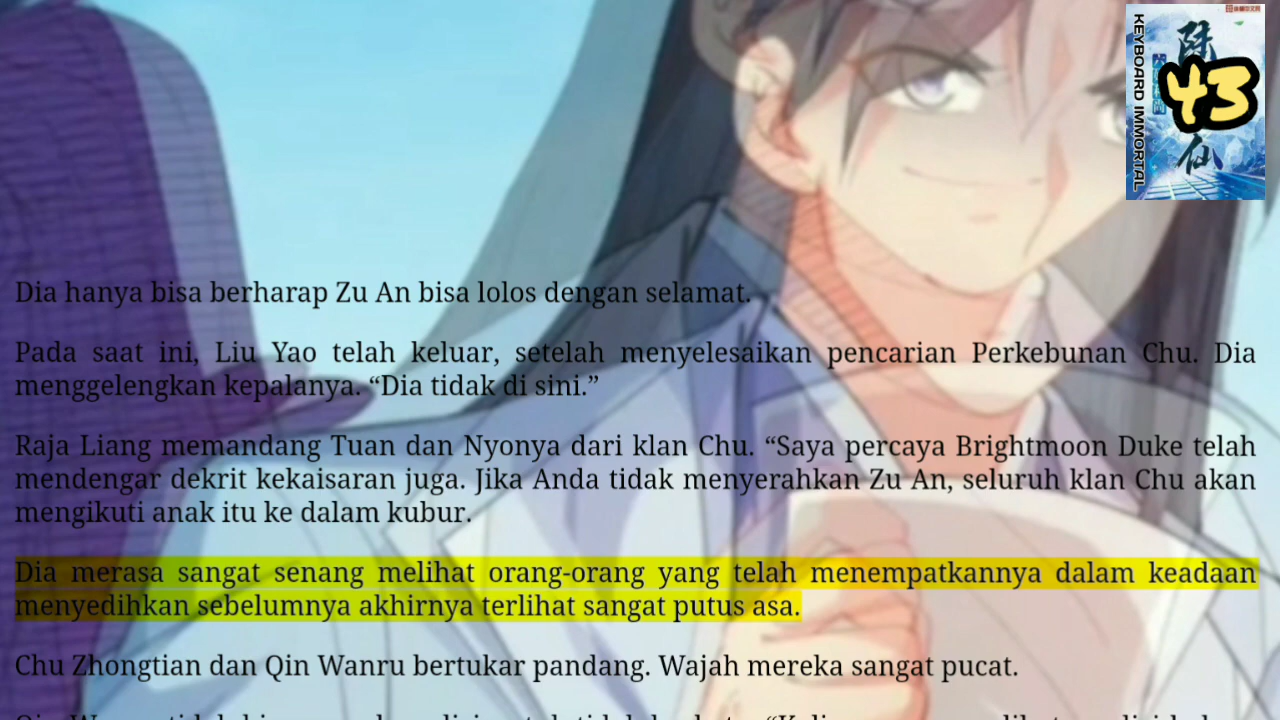 KEYBOARD IMMORTAL
43
仙
Dia hanya bisa berharap Zu An bisa lolos dengan selamat.
Pada saat ini, Liu Yao telah keluar, setelah menyelesaikan pencarian Perkebunan Chu. Dia
menggelengkan kepalanya. “Dia tidak di sini.”
Raja Liang memandang Tuan dan Nyonya dari klan Chu. “Saya percaya Brightmoon Duke telah
mendengar dekrit kekaisaran juga. Jika Anda tidak menyerahkan Zu An, seluruh klan Chu akan
mengikuti anak itu ke dalam kubur.
Dia merasa sangat senang melihat orang-orang yang telah menempatkannya dalam keadaan
menyedihkan sebelumnya akhirnya terlihat sangat putus asa.
Chu Zhongtian dan Qin Wanru bertukar pandang. Wajah mereka sangat pucat.